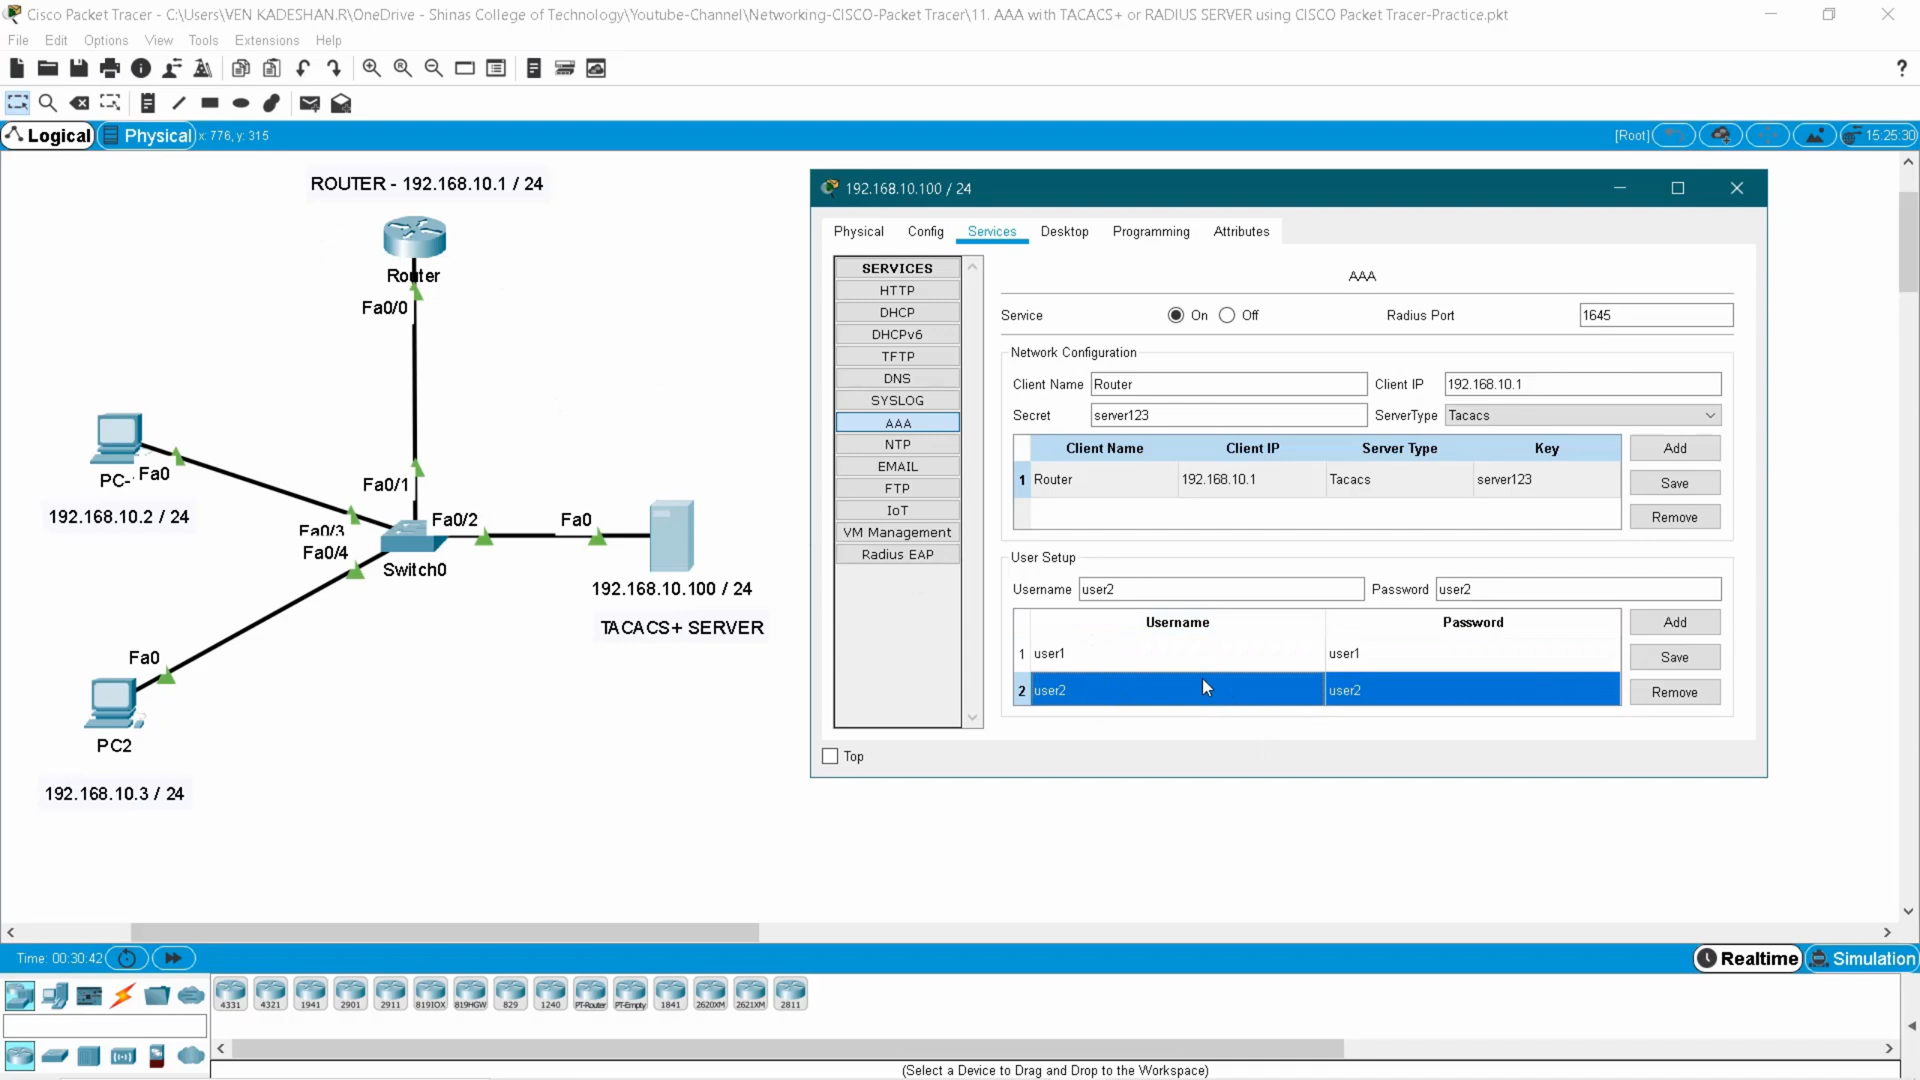 Cisco Packet Tracer - C:\Users\VEN KADESHAN.R\OneDrive - Shinas College of Technology\Youtube-Channel\Networking-CISCO-Packet Tracer\11. AAA with TACACS+ or RADIUS SERVER using CISCO Packet Tracer-Practice.pkt
File Edit Options View Tools Extensions Help
?
Logical Physical x: 776, y: 315 [Root] 15:25:30
ROUTER - 192.168.10.1 / 24
Router
Fa0/0
Fa0/1
PC-
Fa0
192.168.10.2 / 24
Fa0/3
Fa0/4
Fa0/2
Fa0
Switch0
192.168.10.100 / 24
TACACS+ SERVER
Fa0
PC2
192.168.10.3 / 24
192.168.10.100 / 24
Physical Config Services Desktop Programming Attributes
SERVICES
HTTP
DHCP
DHCPv6
TFTP
DNS
SYSLOG
AAA
NTP
EMAIL
FTP
IoT
VM Management
Radius EAP
AAA
Service On Off Radius Port 1645
Network Configuration
Client Name Router Client IP 192.168.10.1
Secret server123 ServerType Tacacs
Client Name Client IP Server Type Key
1 Router 192.168.10.1 Tacacs server123
Add
Save
Remove
User Setup
Username user2 Password user2
Username Password
1 user1 user1
2 user2 user2
Add
Save
Remove
Top
Time: 00:30:42 Realtime Simulation
4331 4321 1941 2901 2911 819IOX 819HGW 829 1240 PT-Router PT-Empty 1841 2620XM 2621XM 2811
(Select a Device to Drag and Drop to the Workspace)